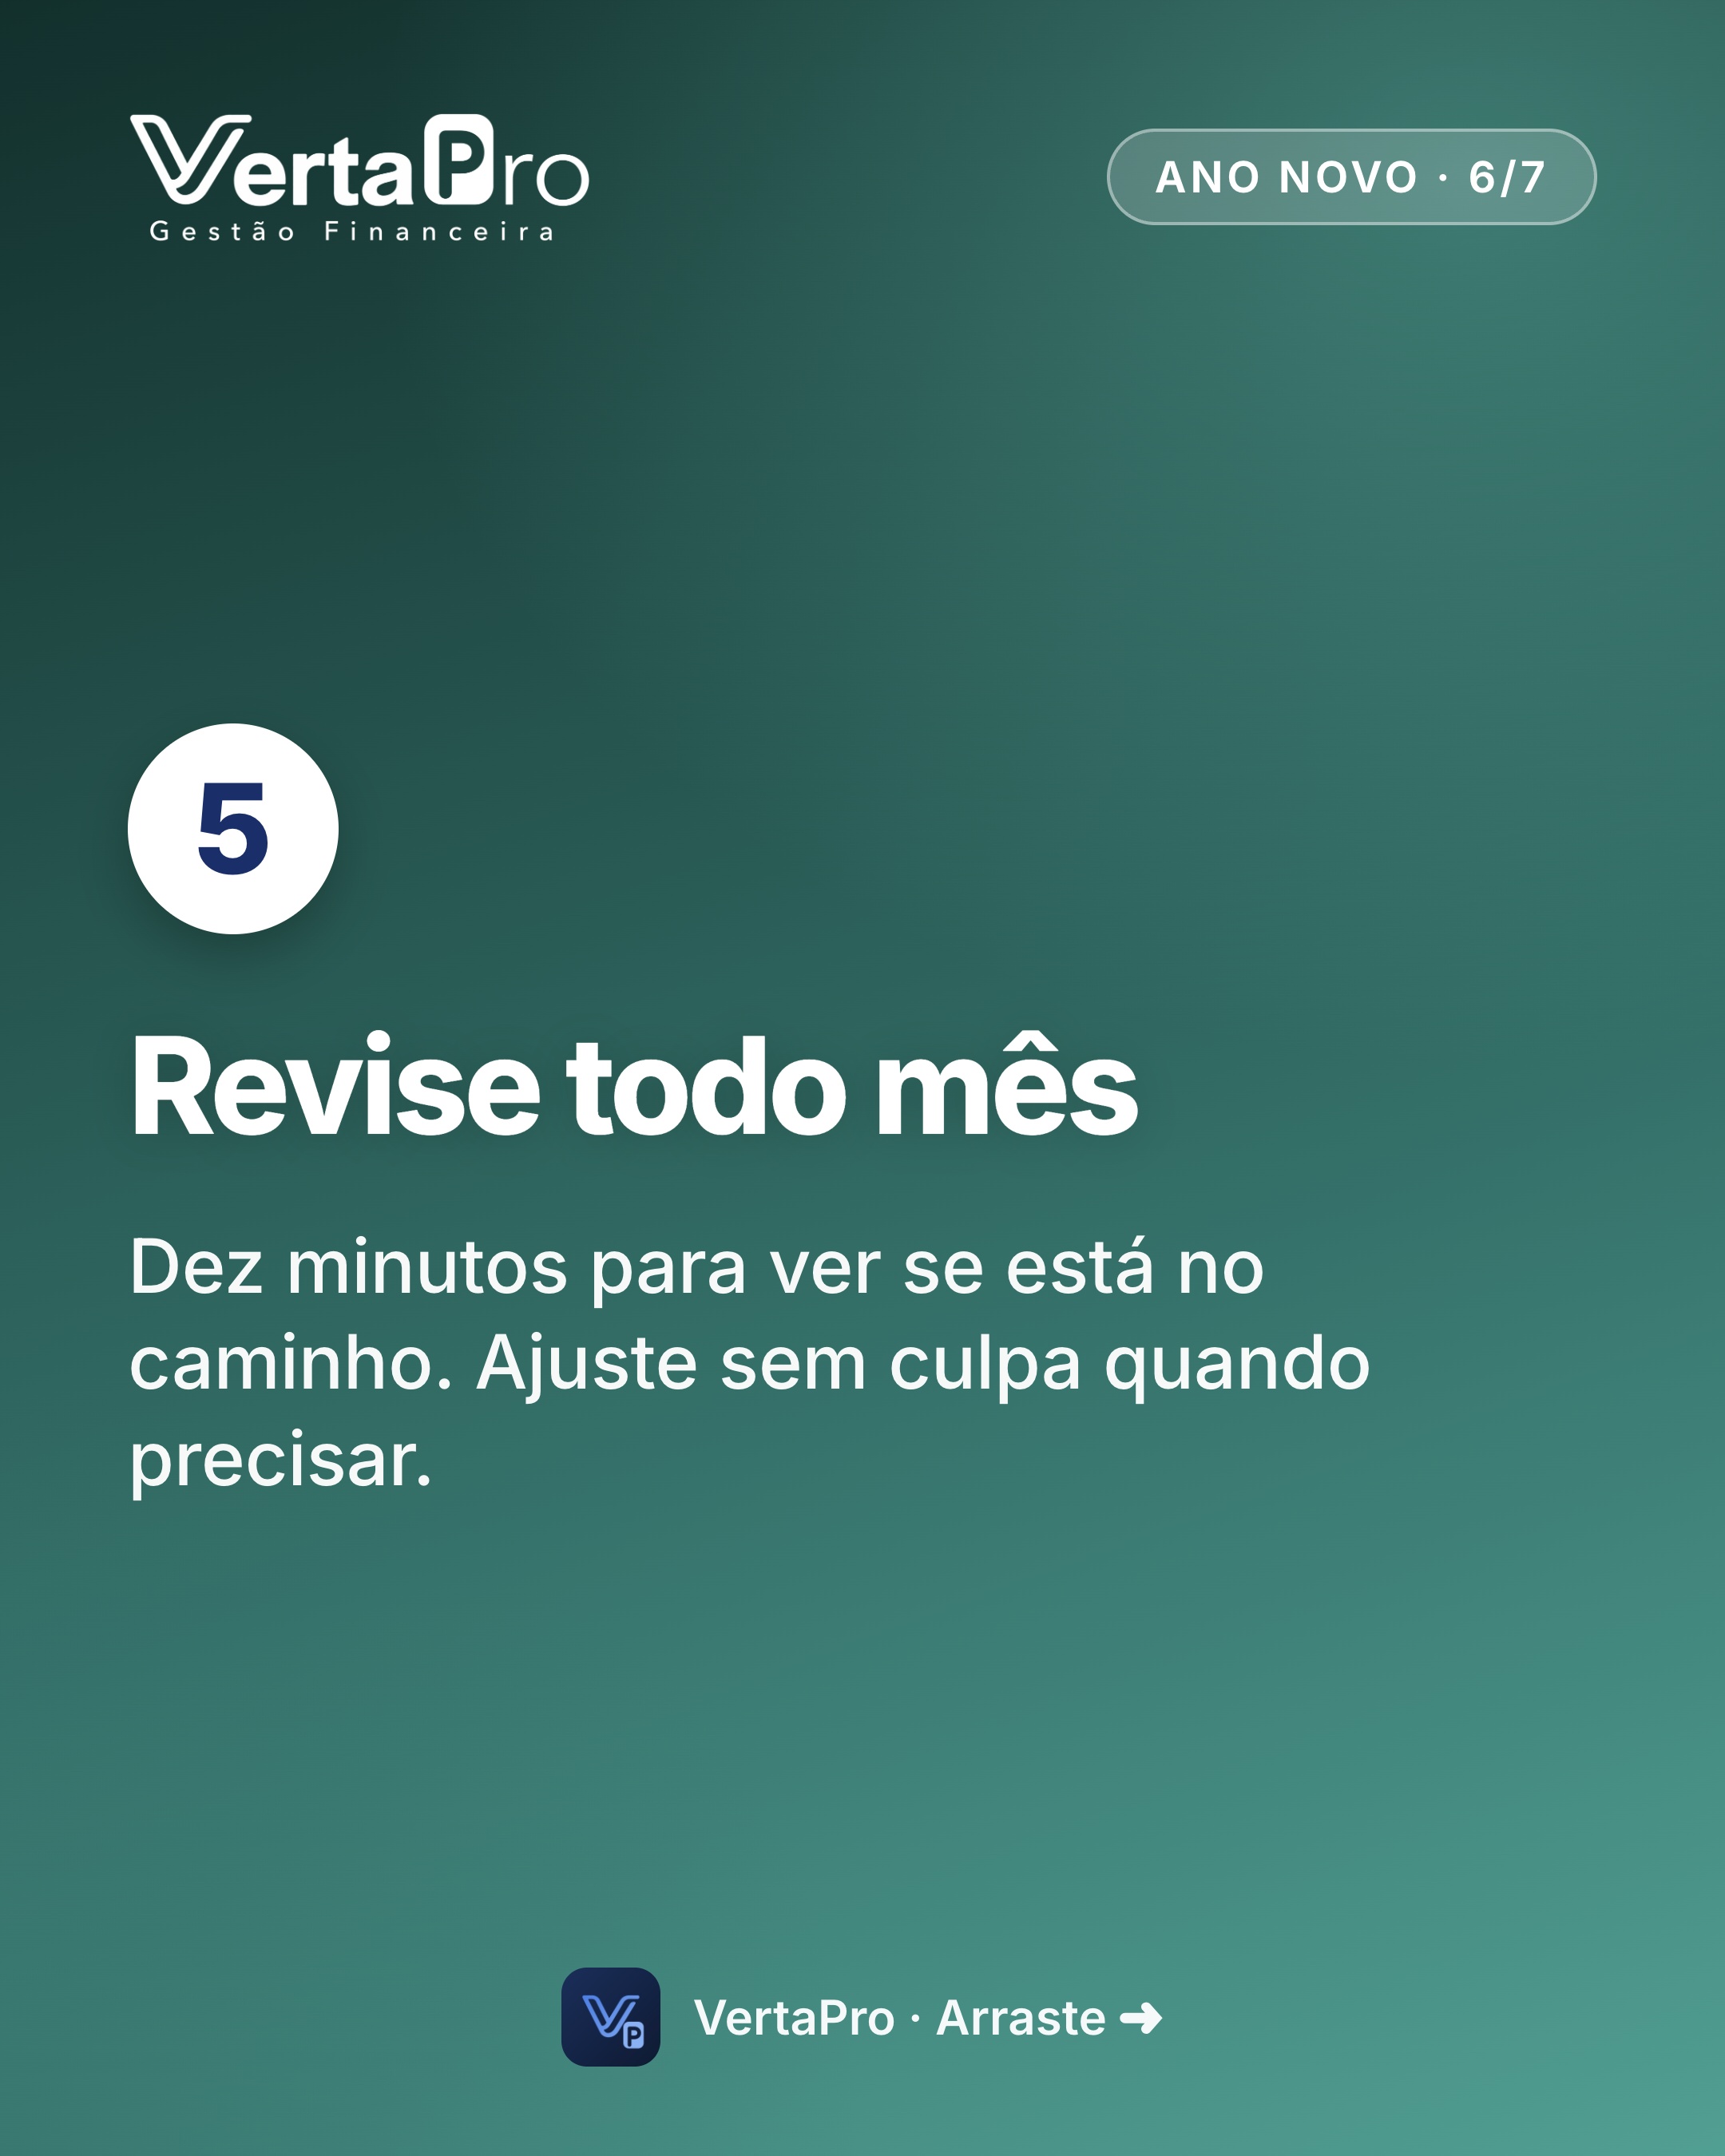 VertaPro
Gestão Financeira
ANO NOVO · 6/7
5
Revise todo mês
Dez minutos para ver se está no
caminho. Ajuste sem culpa quando
precisar.
VertaPro · Arraste →